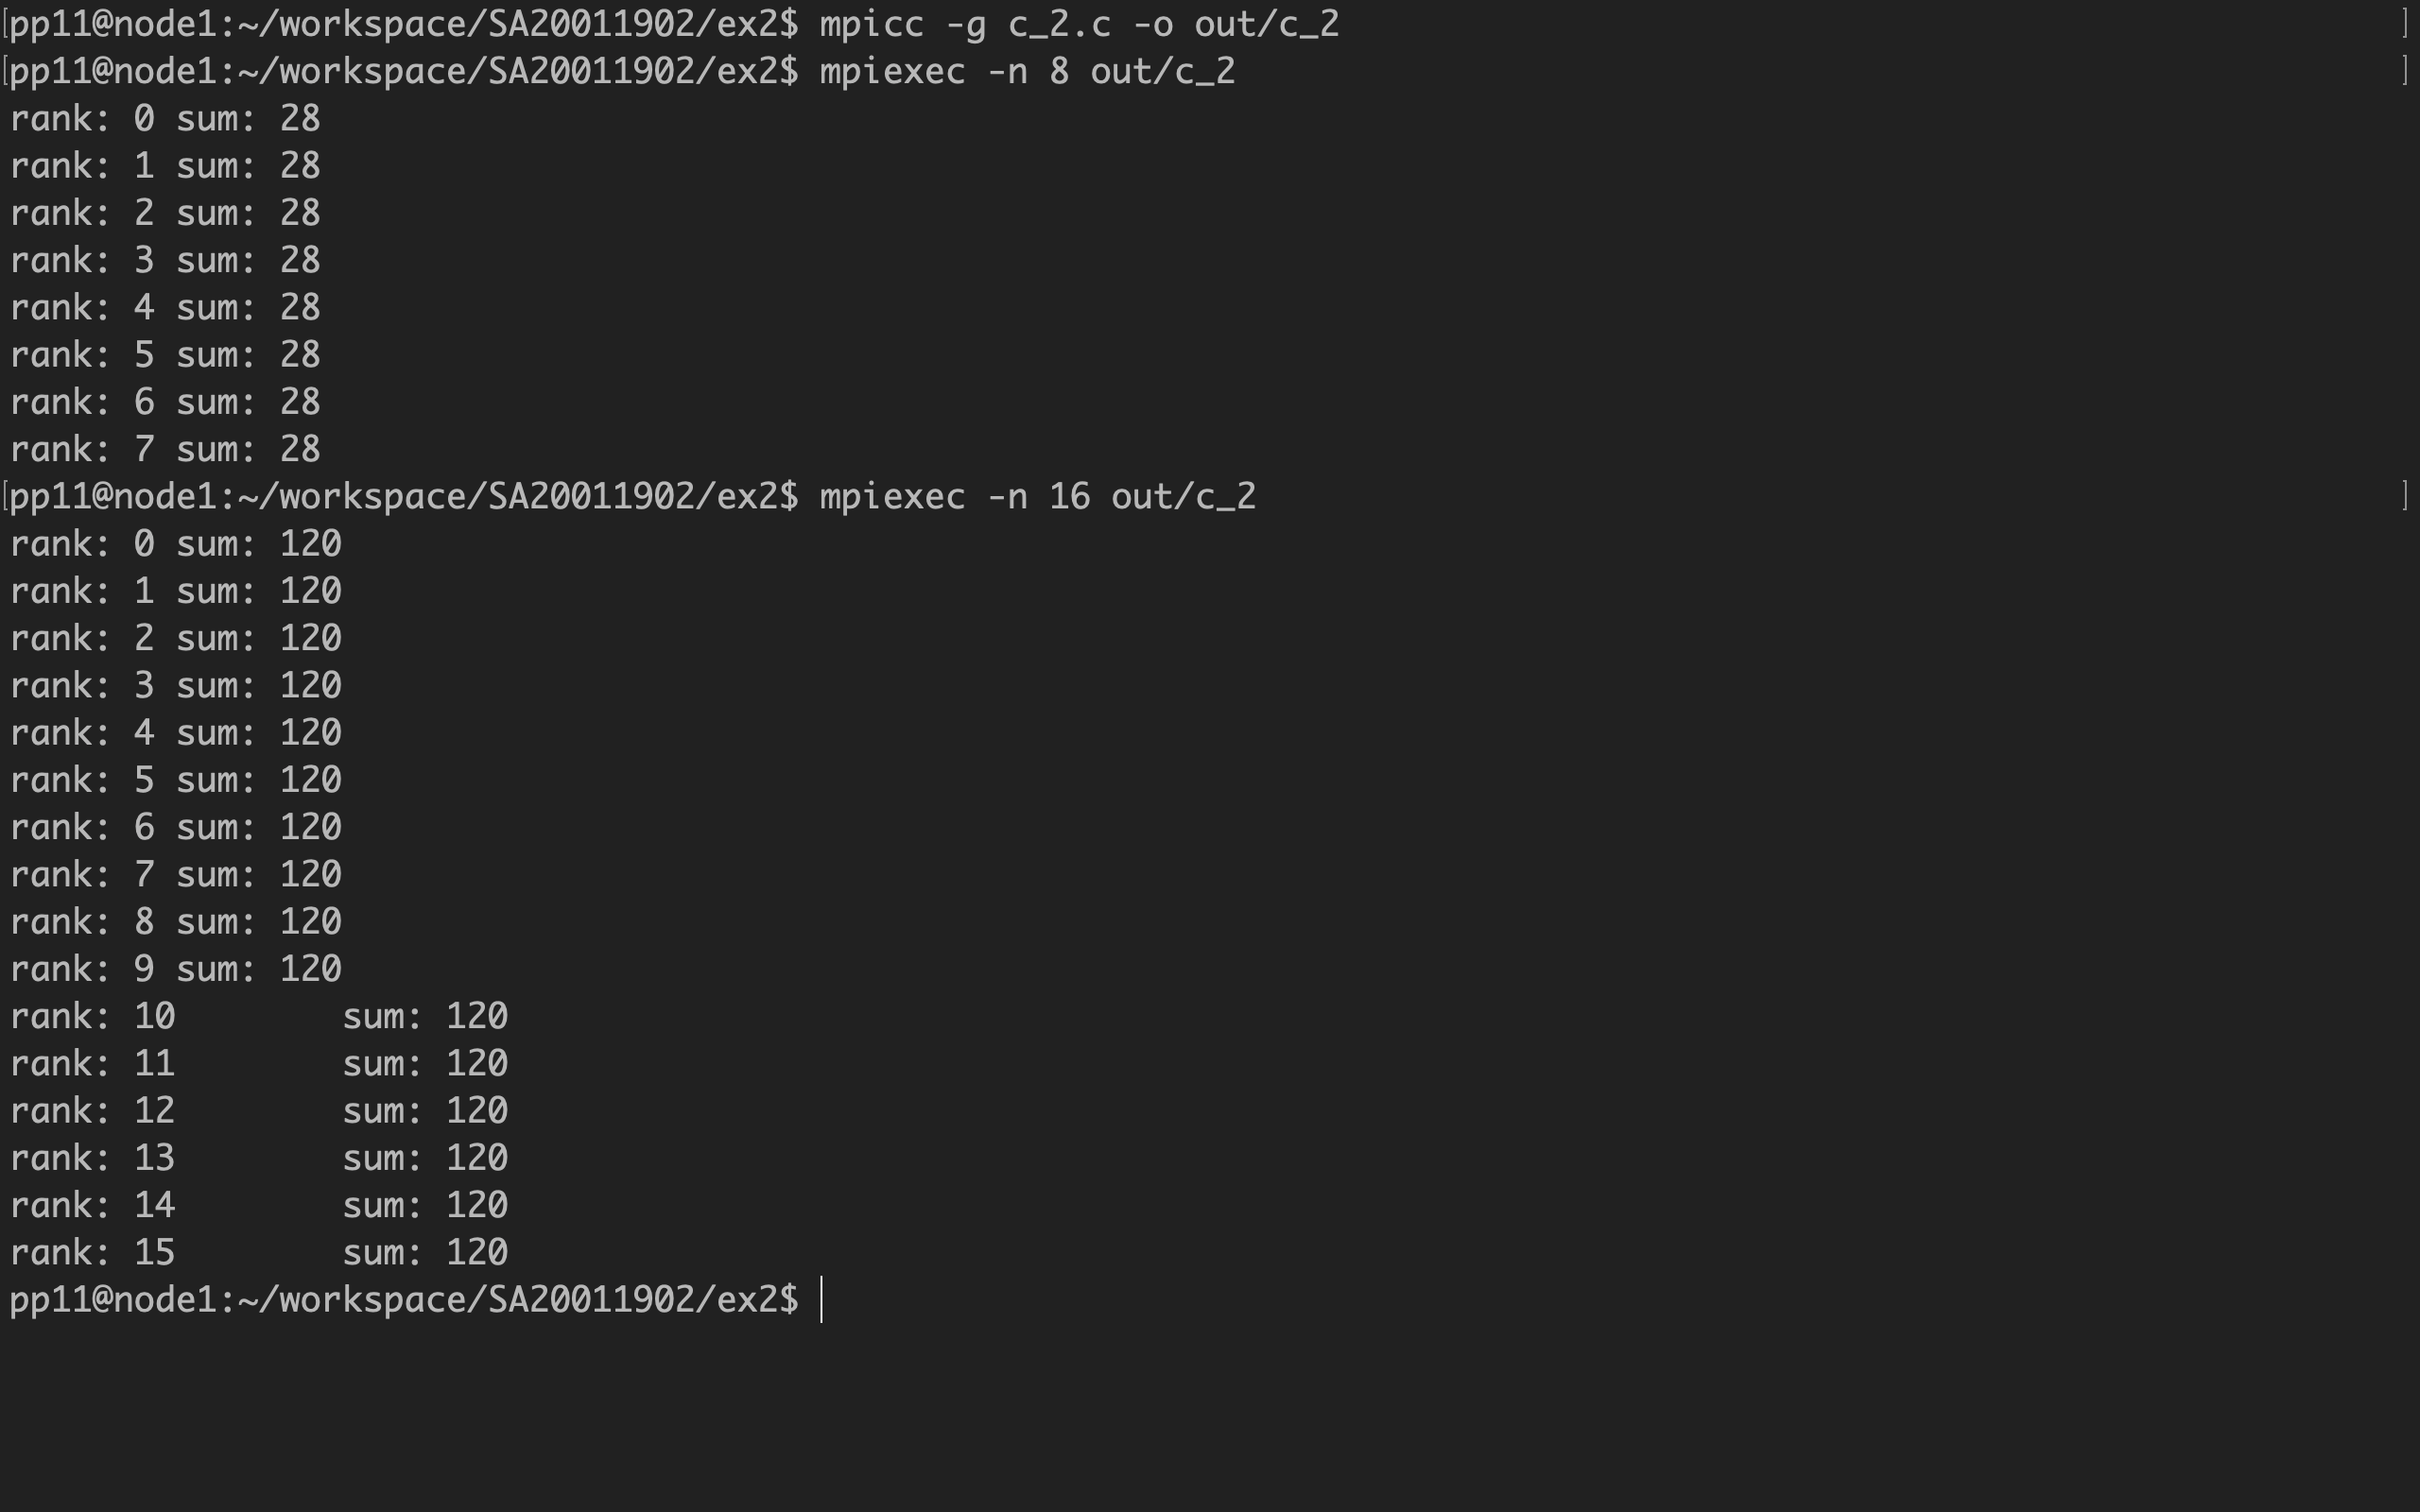 [pp11@node1:~/workspace/SA20011902/ex2$ mpicc -g c_2.c -o out/c_2 ]
[pp11@node1:~/workspace/SA20011902/ex2$ mpiexec -n 8 out/c_2 ]
rank: 0 sum: 28
rank: 1 sum: 28
rank: 2 sum: 28
rank: 3 sum: 28
rank: 4 sum: 28
rank: 5 sum: 28
rank: 6 sum: 28
rank: 7 sum: 28
[pp11@node1:~/workspace/SA20011902/ex2$ mpiexec -n 16 out/c_2 ]
rank: 0 sum: 120
rank: 1 sum: 120
rank: 2 sum: 120
rank: 3 sum: 120
rank: 4 sum: 120
rank: 5 sum: 120
rank: 6 sum: 120
rank: 7 sum: 120
rank: 8 sum: 120
rank: 9 sum: 120
rank: 10        sum: 120
rank: 11        sum: 120
rank: 12        sum: 120
rank: 13        sum: 120
rank: 14        sum: 120
rank: 15        sum: 120
pp11@node1:~/workspace/SA20011902/ex2$